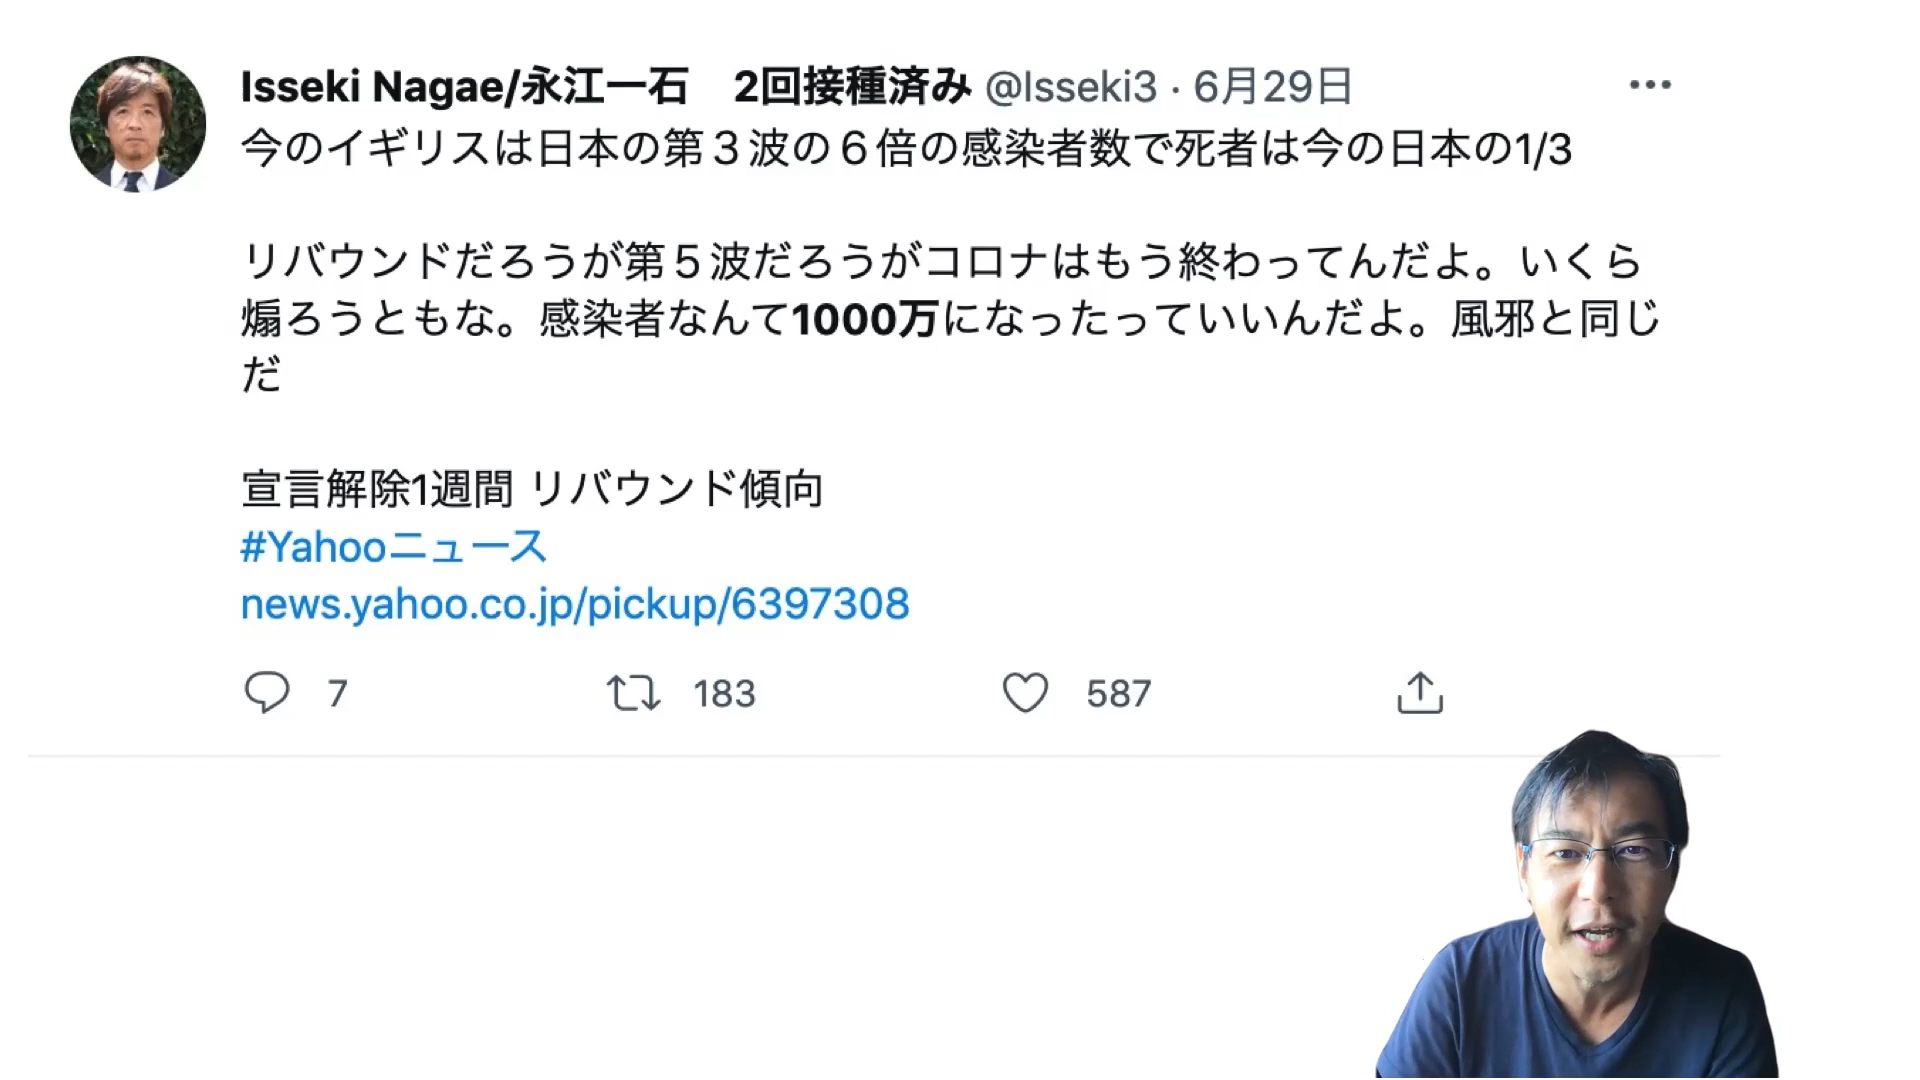 Isseki Nagae/永江一石　2回接種済み @Isseki3 · 6月29日
今のイギリスは日本の第３波の６倍の感染者数で死者は今の日本の1/3
リバウンドだろうが第５波だろうがコロナはもう終わってんだよ。いくら
煽ろうともな。感染者なんて1000万になったっていいんだよ。風邪と同じ
だ
宣言解除1週間 リバウンド傾向
#Yahooニュース
news.yahoo.co.jp/pickup/6397308
7 183 587